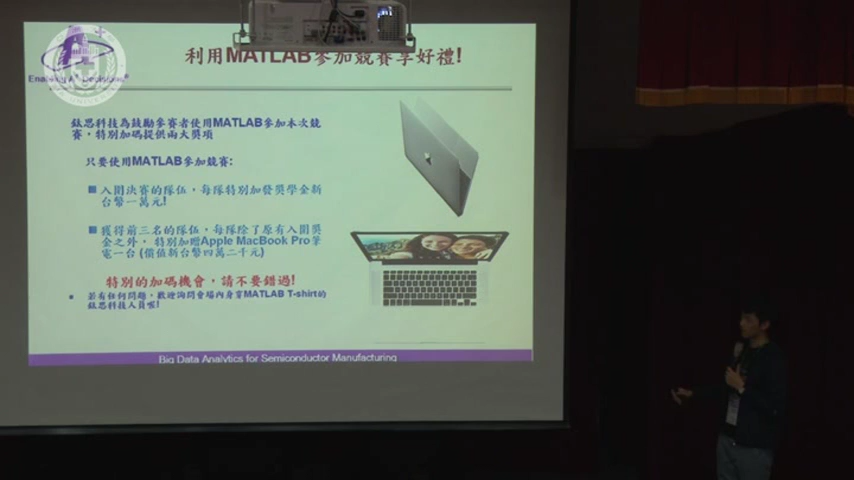 利用MATLAB參加競賽享好禮!
Enabling A+ Decisions®
鈦思科技為鼓勵參賽者使用MATLAB參加本次競
賽，特別加碼提供兩大獎項
只要使用MATLAB參加競賽:
入圍決賽的隊伍，每隊特別加發獎學金新
台幣一萬元!
獲得前三名的隊伍，每隊除了原有入圍獎
金之外， 特別加贈Apple MacBook Pro筆
電一台 (價值新台幣四萬二千元)
特別的加碼機會，請不要錯過!
若有任何問題，歡迎詢問會場內身穿MATLAB T-shirt的
鈦思科技人員喔!
Big Data Analytics for Semiconductor Manufacturing